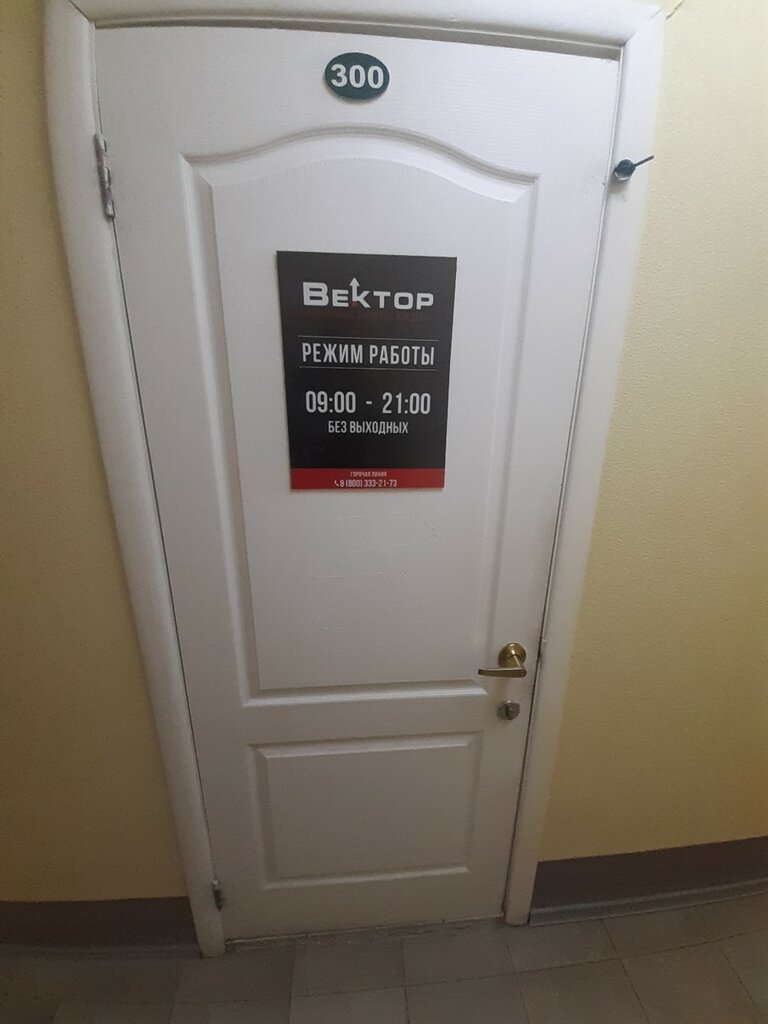 300
ВЕКТОР
РЕЖИМ РАБОТЫ
09:00 - 21:00
БЕЗ ВЫХОДНЫХ
ГОРЯЧАЯ ЛИНИЯ
8 (800) 333-21-73